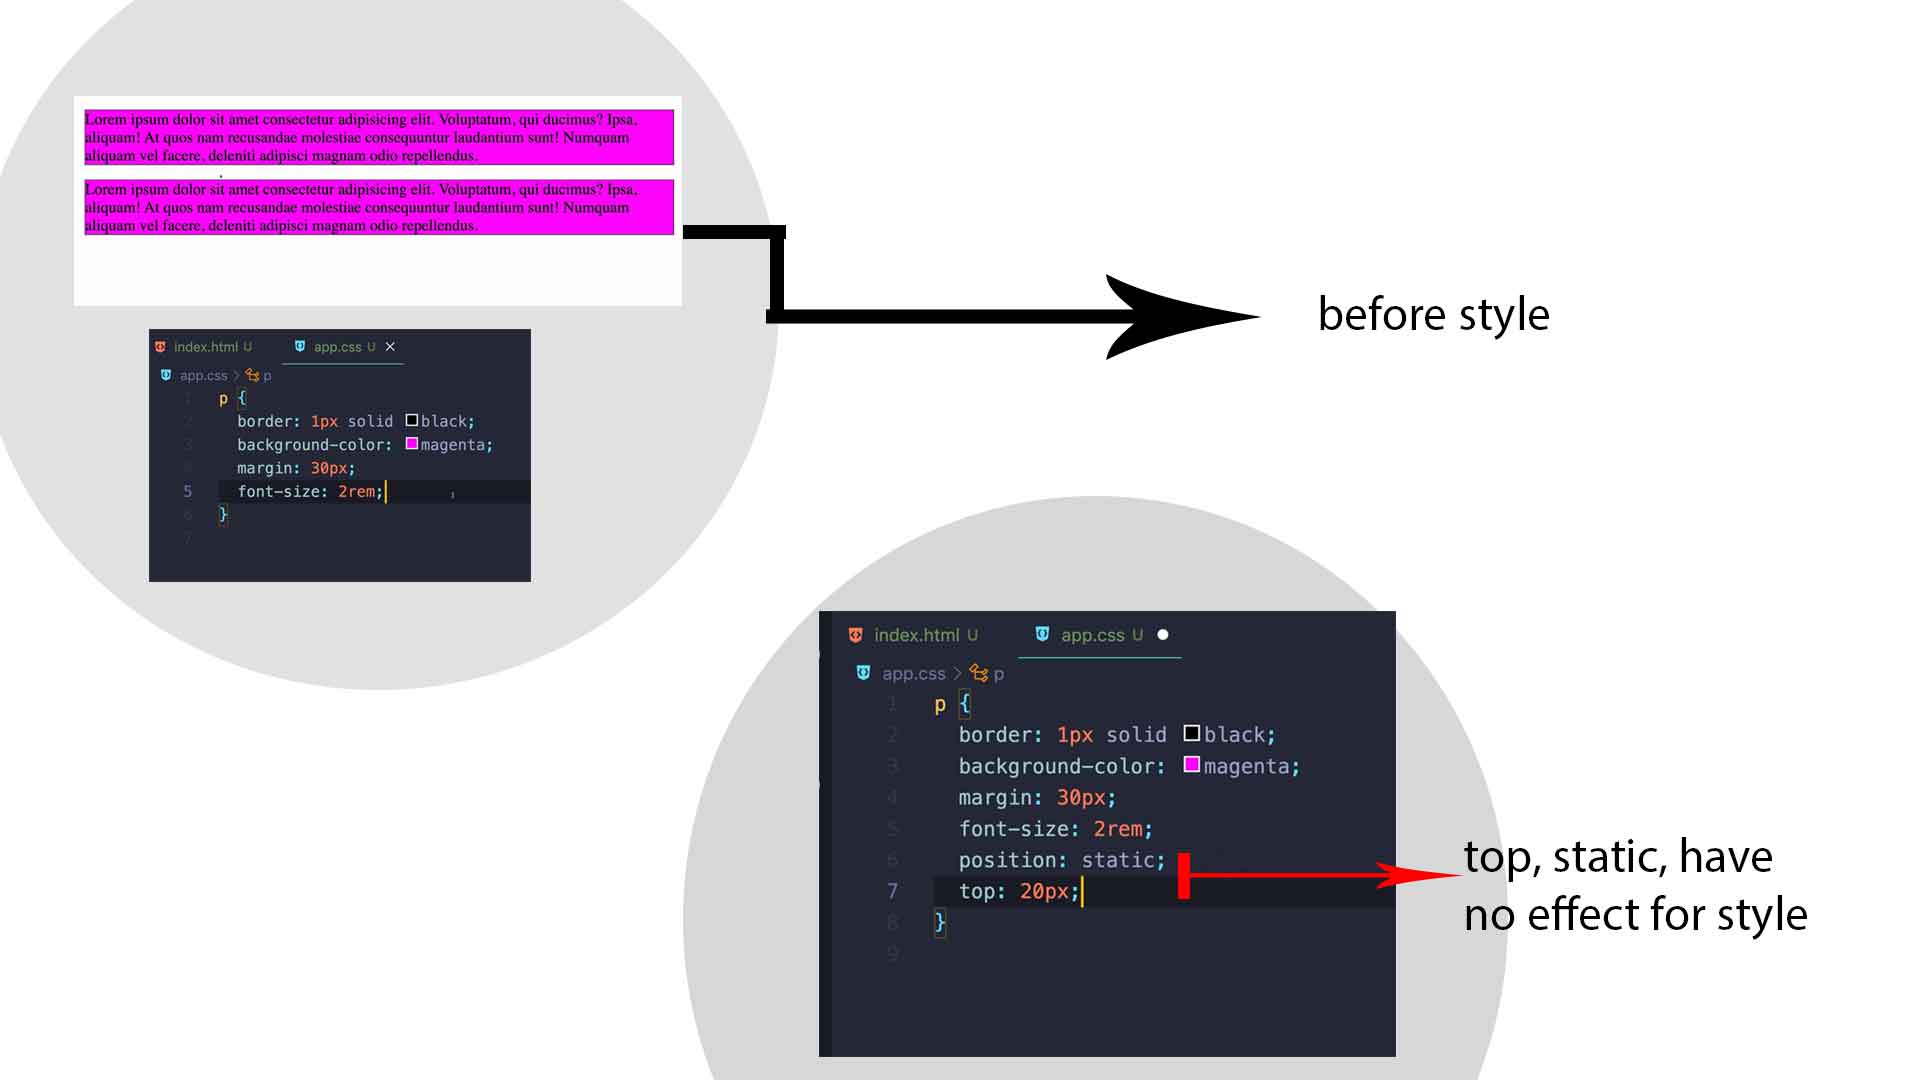 Lorem ipsum dolor sit amet consectetur adipisicing elit. Voluptatum, qui ducimus? Ipsa,
aliquam! At quos nam recusandae molestiae consequuntur laudantium sunt! Numquam
aliquam vel facere, deleniti adipisci magnam odio repellendus.
Lorem ipsum dolor sit amet consectetur adipisicing elit. Voluptatum, qui ducimus? Ipsa,
aliquam! At quos nam recusandae molestiae consequuntur laudantium sunt! Numquam
aliquam vel facere, deleniti adipisci magnam odio repellendus.
before style
index.html U app.css U
app.css > p
1 p {
2 border: 1px solid black;
3 background-color: magenta;
4 margin: 30px;
5 font-size: 2rem;
6 }
7
index.html U app.css U
app.css > p
1 p {
2 border: 1px solid black;
3 background-color: magenta;
4 margin: 30px;
5 font-size: 2rem;
6 position: static;
7 top: 20px;
8 }
9
top, static, have
no effect for style